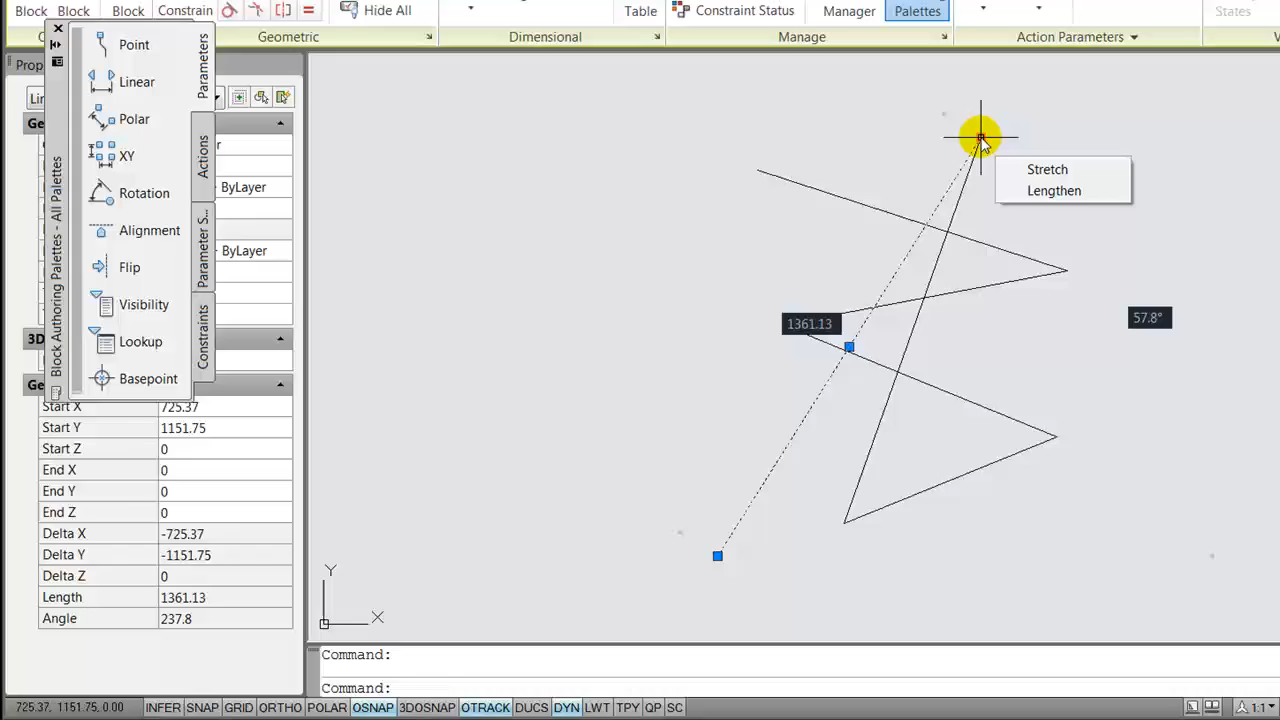 Block Block Block Constrain Hide All Table Constraint Status Manager Palettes States
Geometric Dimensional Manage Action Parameters
Block Authoring Palettes - All Palettes
Point
Linear
Polar
XY
Rotation
Alignment
Flip
Visibility
Lookup
Basepoint
Parameters
Actions
Parameter S...
Constraints
ByLayer
ByLayer
Start X 725.37
Start Y 1151.75
Start Z 0
End X 0
End Y 0
End Z 0
Delta X -725.37
Delta Y -1151.75
Delta Z 0
Length 1361.13
Angle 237.8
Stretch
Lengthen
1361.13
57.8°
Y
X
Command:
Command:
725.37, 1151.75, 0.00 INFER SNAP GRID ORTHO POLAR OSNAP 3DOSNAP OTRACK DUCS DYN LWT TPY QP SC 1:1